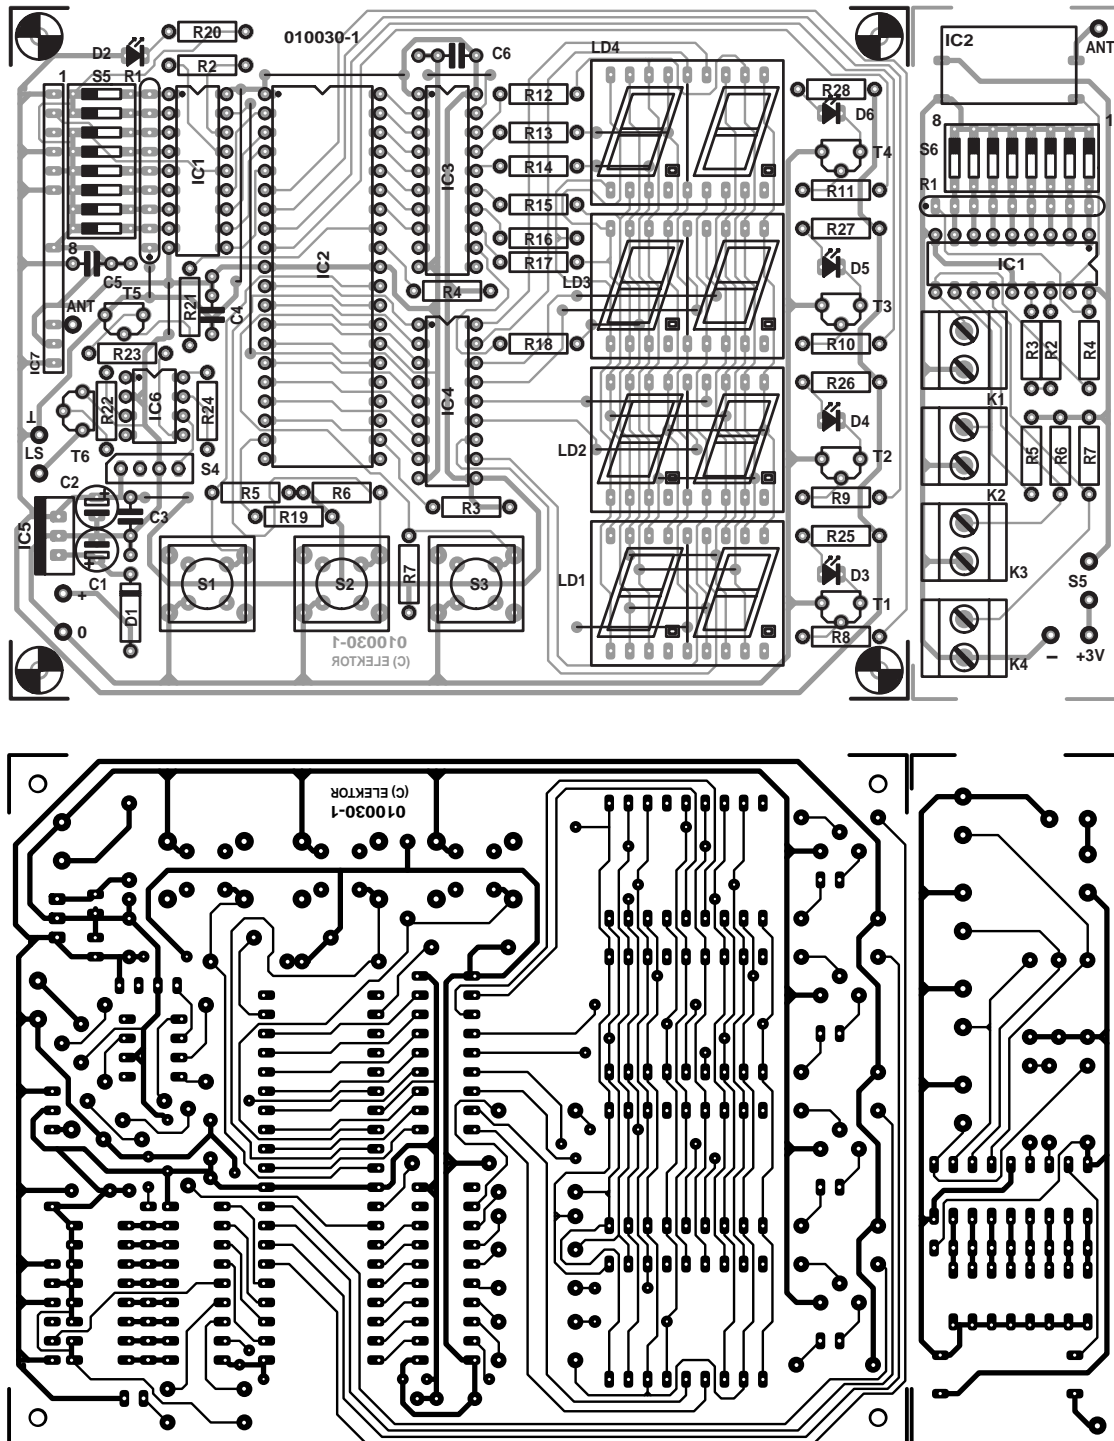 R20
D2
010030-1
C6
LD4
IC2
ANT
R2
1
S5
R1
R12
R28
D6
8
1
R13
T4
S6
R14
IC1
IC3
R11
R1
R15
R27
8
R16
IC2
IC1
C5
R17
D5
R21
R4
LD3
ANT
T5
C4
T3
R18
R10
R3
R2
R4
IC7
R23
R26
R22
IC6
R24
IC4
K1
D4
LS
T6
S4
LD2
T2
R5
R6
R7
C2
R5
R6
R3
R9
K2
IC5
C3
R19
R25
C1
S1
S2
R7
S3
LD1
D3
K3
S5
+
D1
T1
0
010030-1
(C) ELEKTOR
R8
–
+3V
K4
(C) ELEKTOR
010030-1